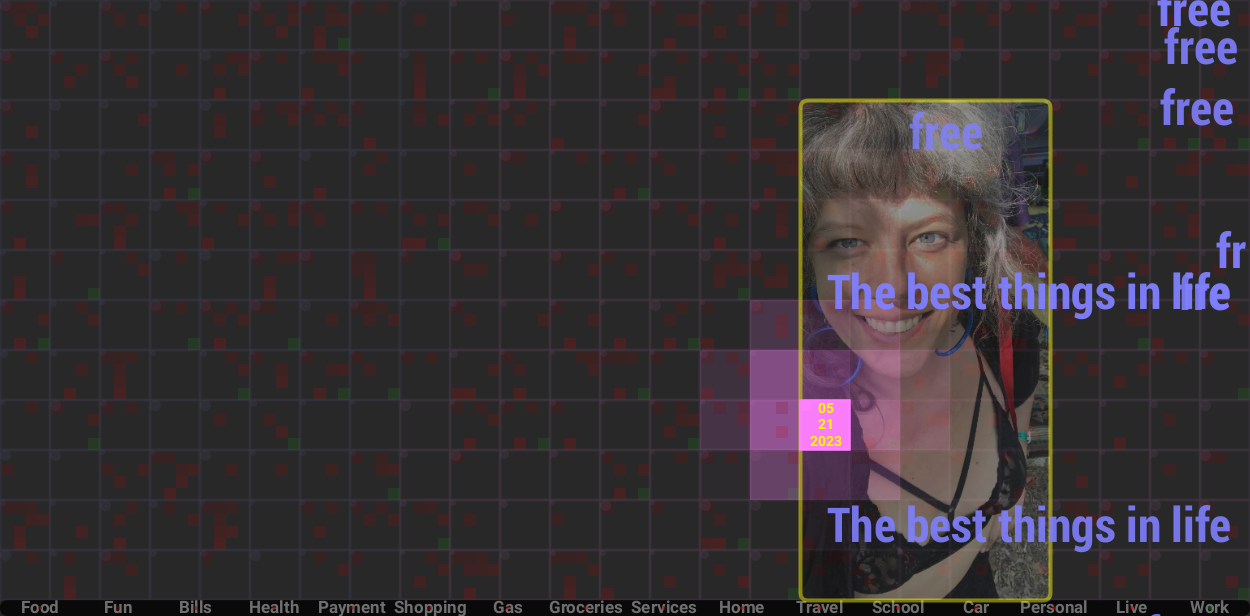 free
free
free
free
fr
The best things in life
05
21
2023
The best things in life
Food Fun Bills Health Payment Shopping Gas Groceries Services Home Travel School Car Personal Live Work